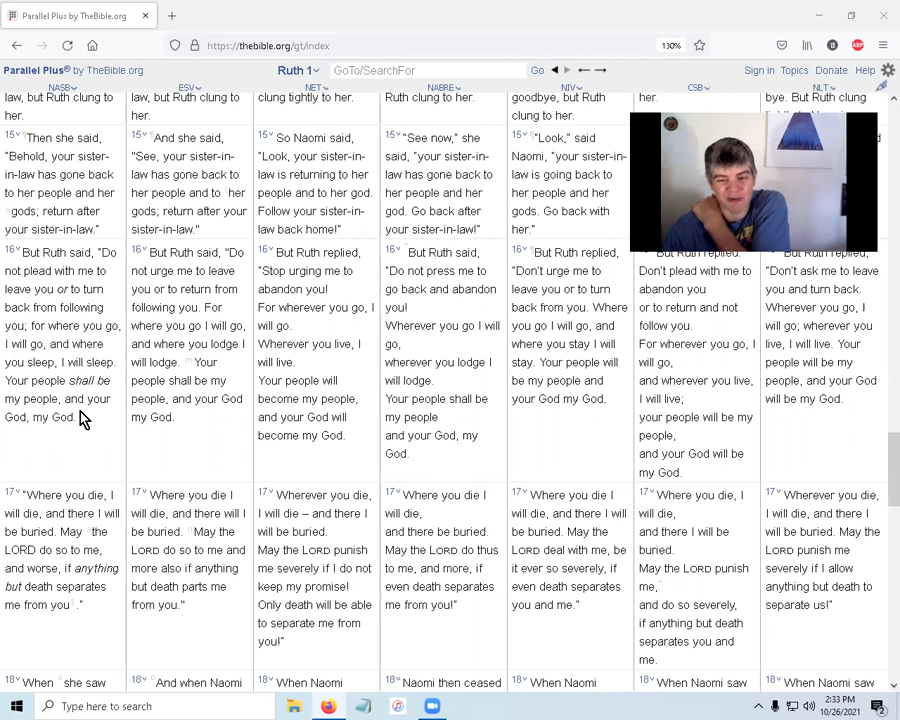 Parallel Plus by TheBible.org
https://thebible.org/gt/index
130%
Parallel Plus® by TheBible.org
Ruth 1
GoTo/SearchFor
Go
Sign in Topics Donate Help
NASB
law, but Ruth clung to
her.
15 Then she said,
"Behold, your sister-
in-law has gone back
to her people and her
gods; return after
your sister-in-law."
16 But Ruth said, "Do
not plead with me to
leave you or to turn
back from following
you; for where you go,
I will go, and where
you sleep, I will sleep.
Your people shall be
my people, and your
God, my God.
17 "Where you die, I
will die, and there I will
be buried. May the
LORD do so to me,
and worse, if anything
but death separates
me from you."
18 When she saw
ESV
law, but Ruth clung to
her.
15 And she said,
"See, your sister-in-
law has gone back to
her people and to her
gods; return after your
sister-in-law."
16 But Ruth said, "Do
not urge me to leave
you or to return from
following you. For
where you go I will go,
and where you lodge I
will lodge. Your
people shall be my
people, and your God
my God.
17 Where you die I
will die, and there will I
be buried. May the
LORD do so to me and
more also if anything
but death parts me
from you."
18 And when Naomi
NET
clung tightly to her.
15 So Naomi said,
"Look, your sister-in-
law is returning to her
people and to her god.
Follow your sister-in-
law back home!"
16 But Ruth replied,
"Stop urging me to
abandon you!
For wherever you go, I
will go.
Wherever you live, I
will live.
Your people will
become my people,
and your God will
become my God.
17 Wherever you die,
I will die – and there I
will be buried.
May the LORD punish
me severely if I do not
keep my promise!
Only death will be able
to separate me from
you!"
18 When Naomi
NABRE
Ruth clung to her.
15 "See now," she
said, "your sister-in-
law has gone back to
her people and her
god. Go back after
your sister-in-law!"
16 But Ruth said,
"Do not press me to
go back and abandon
you!
Wherever you go I will
go,
wherever you lodge I
will lodge.
Your people shall be
my people
and your God, my
God.
17 Where you die I
will die,
and there be buried.
May the LORD do thus
to me, and more, if
even death separates
me from you!"
18 Naomi then ceased
NIV
goodbye, but Ruth
clung to her.
15 "Look," said
Naomi, "your sister-in-
law is going back to
her people and her
gods. Go back with
her."
16 But Ruth replied,
"Don't urge me to
leave you or to turn
back from you. Where
you go I will go, and
where you stay I will
stay. Your people will
be my people and
your God my God.
17 Where you die I
will die, and there I will
be buried. May the
LORD deal with me, be
it ever so severely, if
even death separates
you and me."
18 When Naomi
CSB
her.
16 But Ruth replied:
Don't plead with me to
abandon you
or to return and not
follow you.
For wherever you go, I
will go,
and wherever you live,
I will live;
your people will be my
people,
and your God will be
my God.
17 Where you die, I
will die,
and there I will be
buried.
May the LORD punish
me,
and do so severely,
if anything but death
separates you and
me.
18 When Naomi saw
NLT
bye. But Ruth clung
16 But Ruth replied,
"Don't ask me to leave
you and turn back.
Wherever you go, I
will go; wherever you
live, I will live. Your
people will be my
people, and your God
will be my God.
17 Wherever you die,
I will die, and there I
will be buried. May the
LORD punish me
severely if I allow
anything but death to
separate us!"
18 When Naomi saw
Type here to search
2:33 PM
10/26/2021